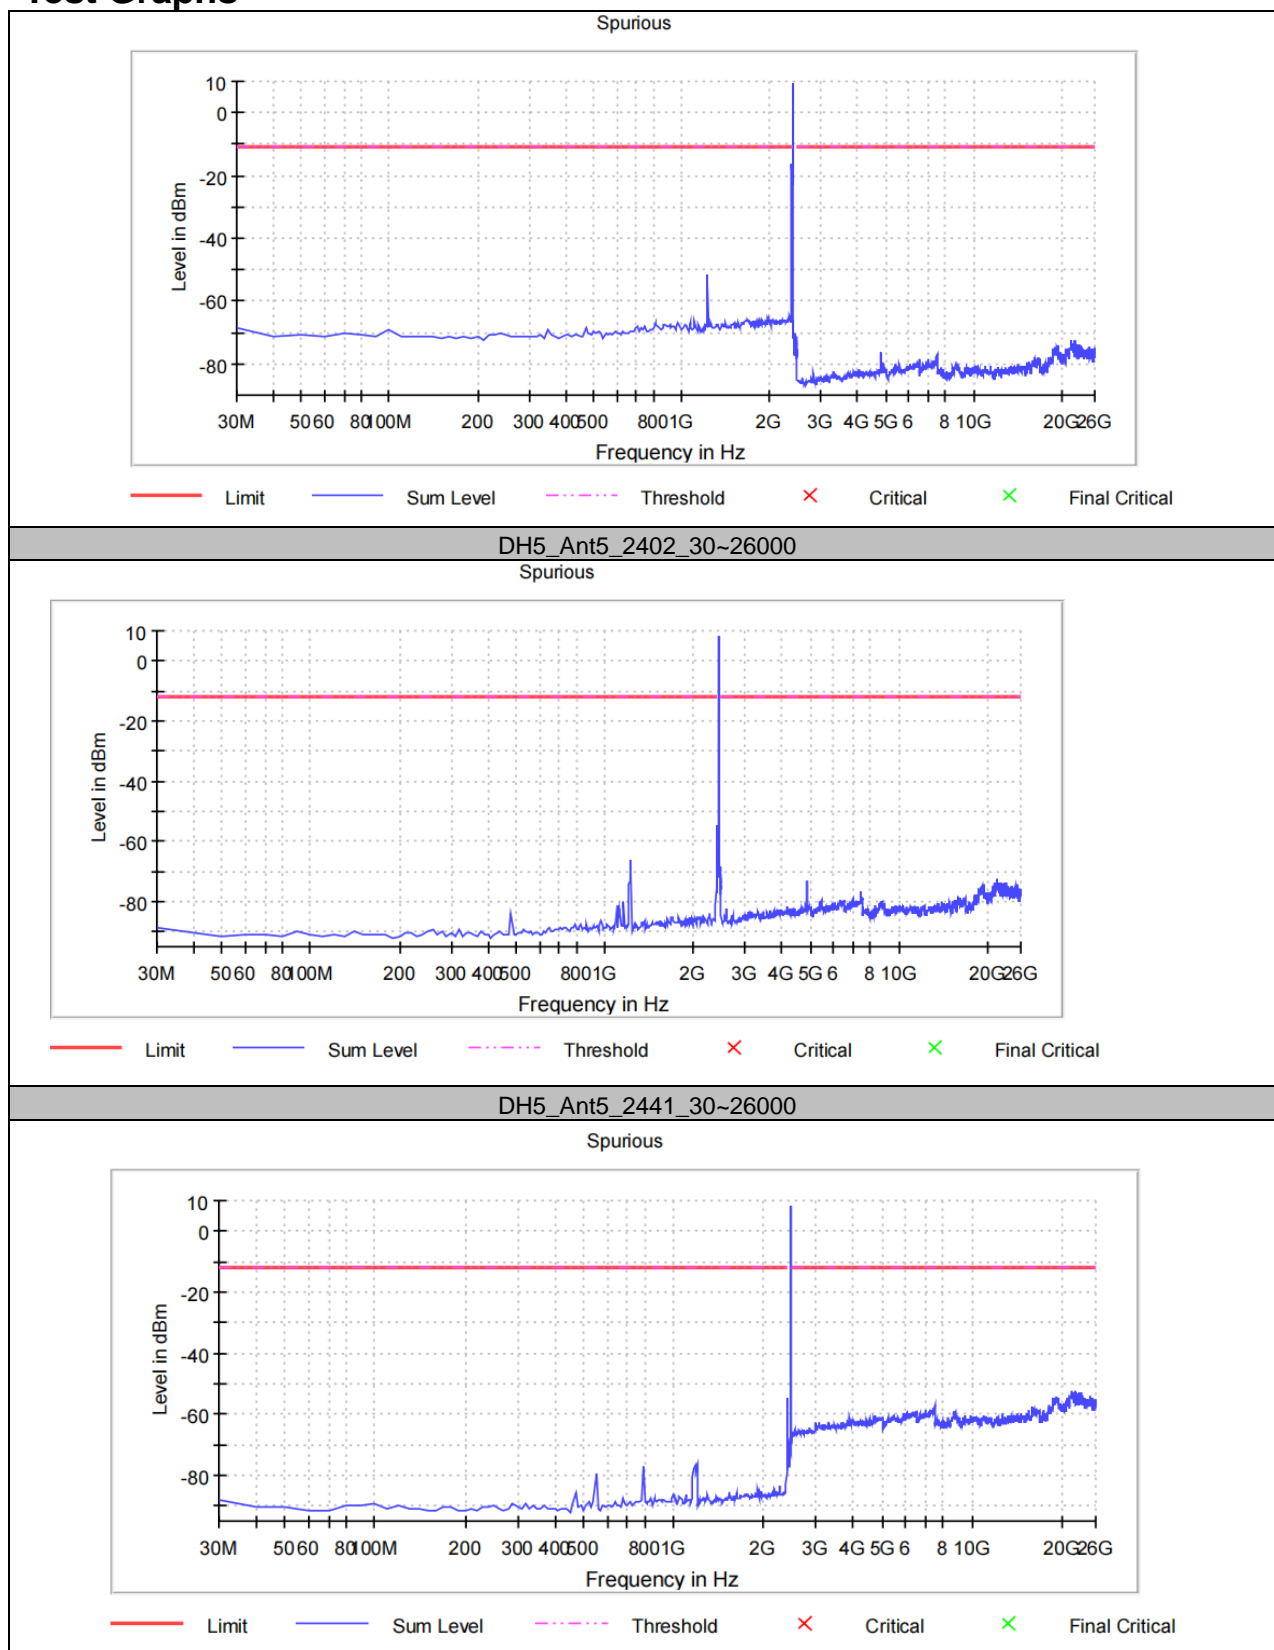 Test Graphs
Spurious
10
0
-20
-40
-60
-80
Level in dBm
30M 50 60 80 100M 200 300 400 500 800 1G 2G 3G 4G 5G 6 8 10G 20G 26G
Frequency in Hz
Limit Sum Level Threshold Critical Final Critical
DH5_Ant5_2402_30~26000
Spurious
10
0
-20
-40
-60
-80
Level in dBm
30M 50 60 80 100M 200 300 400 500 800 1G 2G 3G 4G 5G 6 8 10G 20G 26G
Frequency in Hz
Limit Sum Level Threshold Critical Final Critical
DH5_Ant5_2441_30~26000
Spurious
10
0
-20
-40
-60
-80
Level in dBm
30M 50 60 80 100M 200 300 400 500 800 1G 2G 3G 4G 5G 6 8 10G 20G 26G
Frequency in Hz
Limit Sum Level Threshold Critical Final Critical